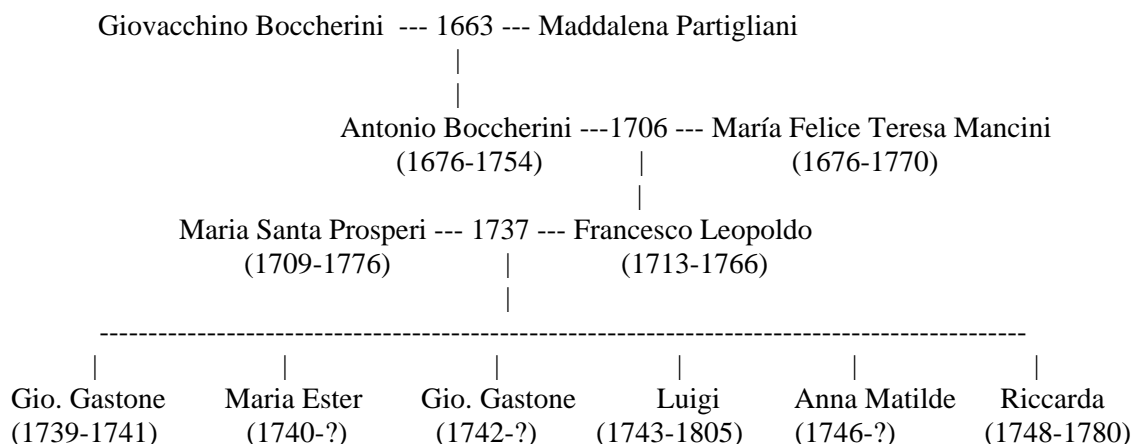 Giovacchino Boccherini --- 1663 --- Maddalena Partigliani
|
|
Antonio Boccherini ---1706 --- María Felice Teresa Mancini
(1676-1754) | (1676-1770)
|
Maria Santa Prosperi --- 1737 --- Francesco Leopoldo
(1709-1776) | (1713-1766)
|
-----------------------------------------------------------------------------------------------
| | | | | |
Gio. Gastone Maria Ester Gio. Gastone Luigi Anna Matilde Riccarda
(1739-1741) (1740-?) (1742-?) (1743-1805) (1746-?) (1748-1780)